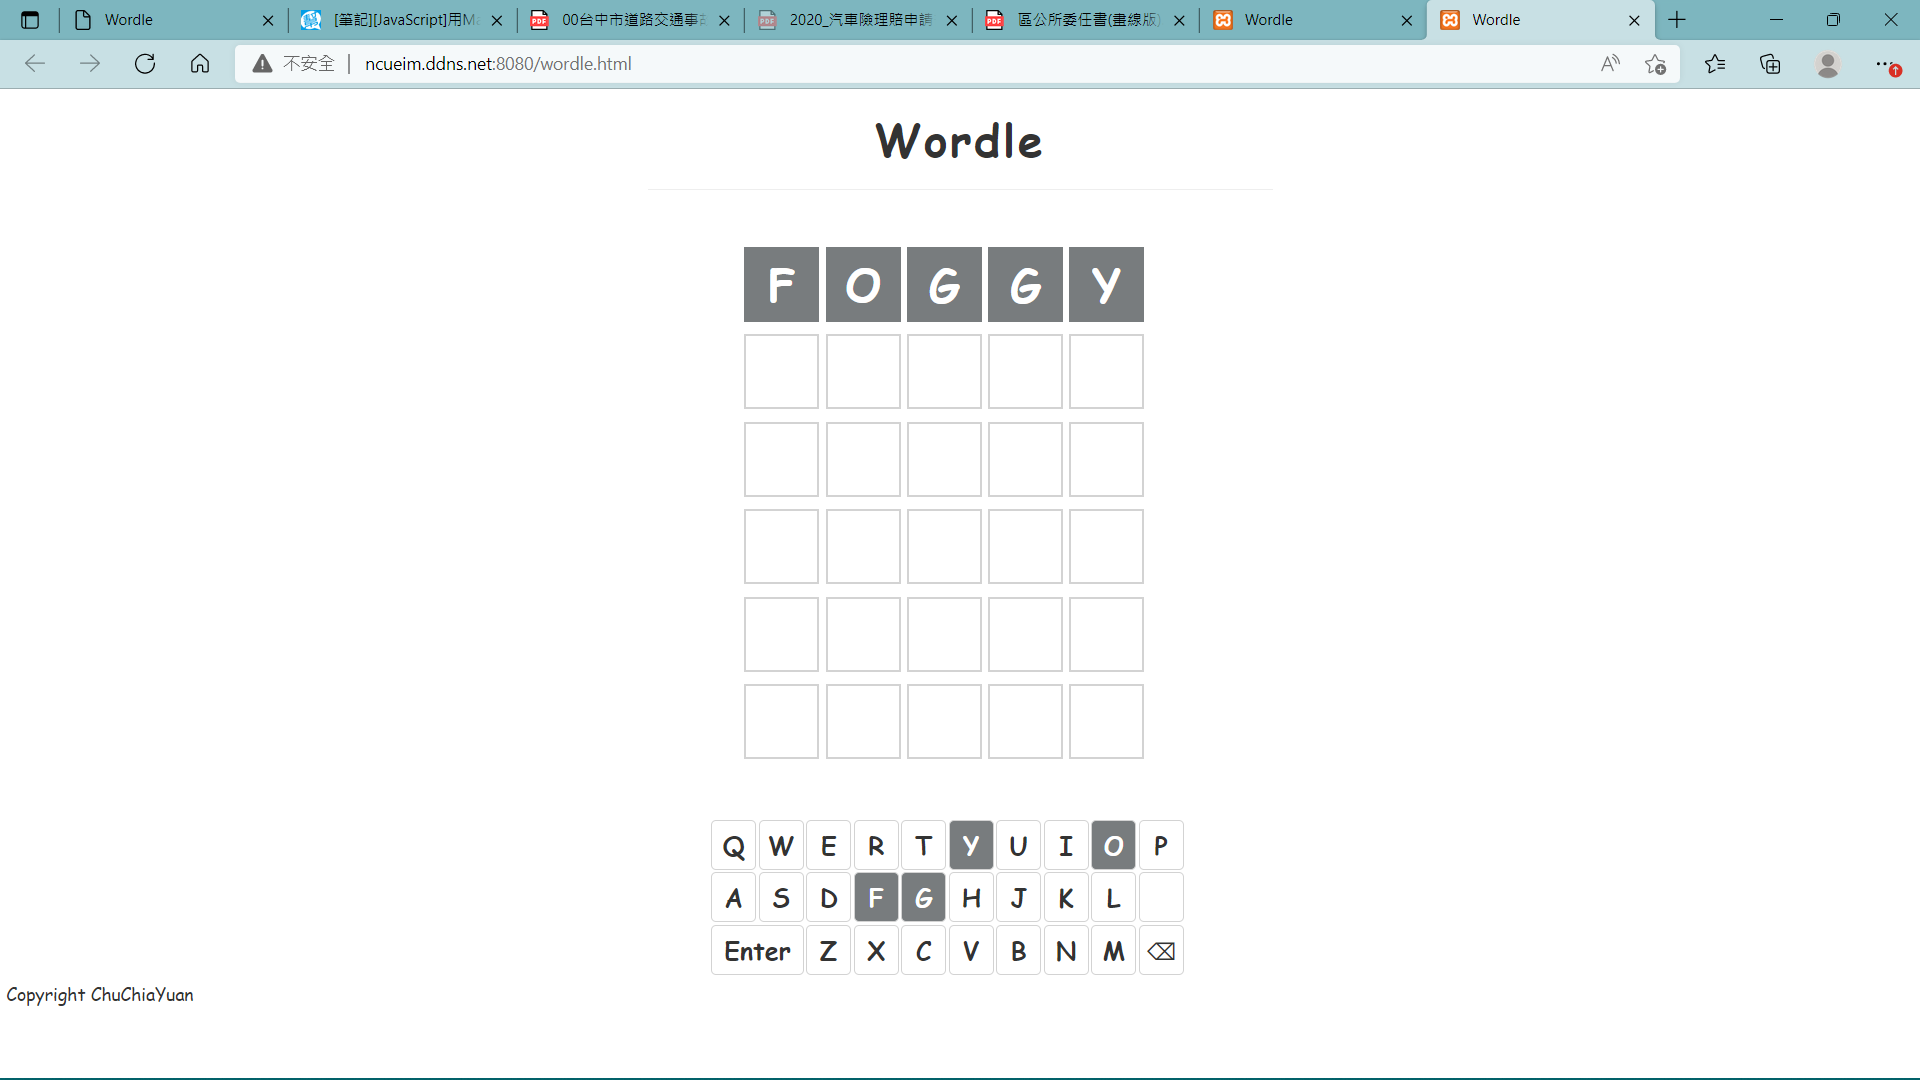 Wordle
[筆記][JavaScript]用Ma
00台中市道路交通事故
2020_汽車險理賠申請
區公所委任書(畫線版)
Wordle
Wordle
不安全 ncueim.ddns.net:8080/wordle.html
Wordle
F O G G Y
Q W E R T Y U I O P
A S D F G H J K L
Enter Z X C V B N M
Copyright ChuChiaYuan